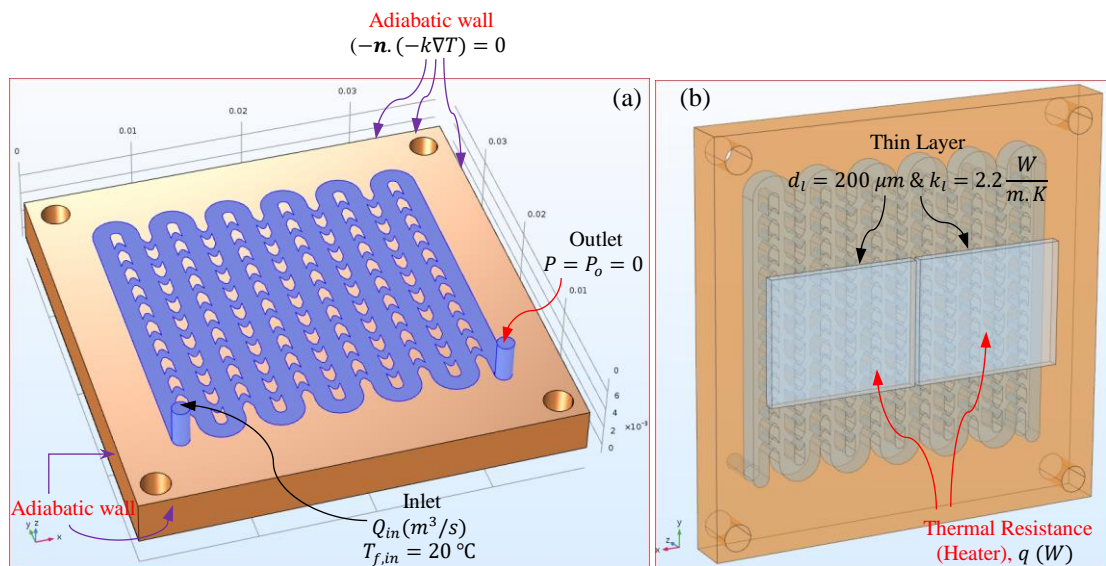 Adiabatic wall
(−n. (−k∇T) = 0
(a)
0.03
0.02
0.01
0
0.03
0.02
0.01
0
6
4
2
0
×10⁻³
Outlet
P = Pₒ = 0
Inlet
Q_in (m³/s)
T_f,in = 20 °C
Adiabatic wall
y z x
(b)
Thin Layer
d_l = 200 μm & k_l = 2.2 W/m.K
Thermal Resistance
(Heater), q (W)
y
x z